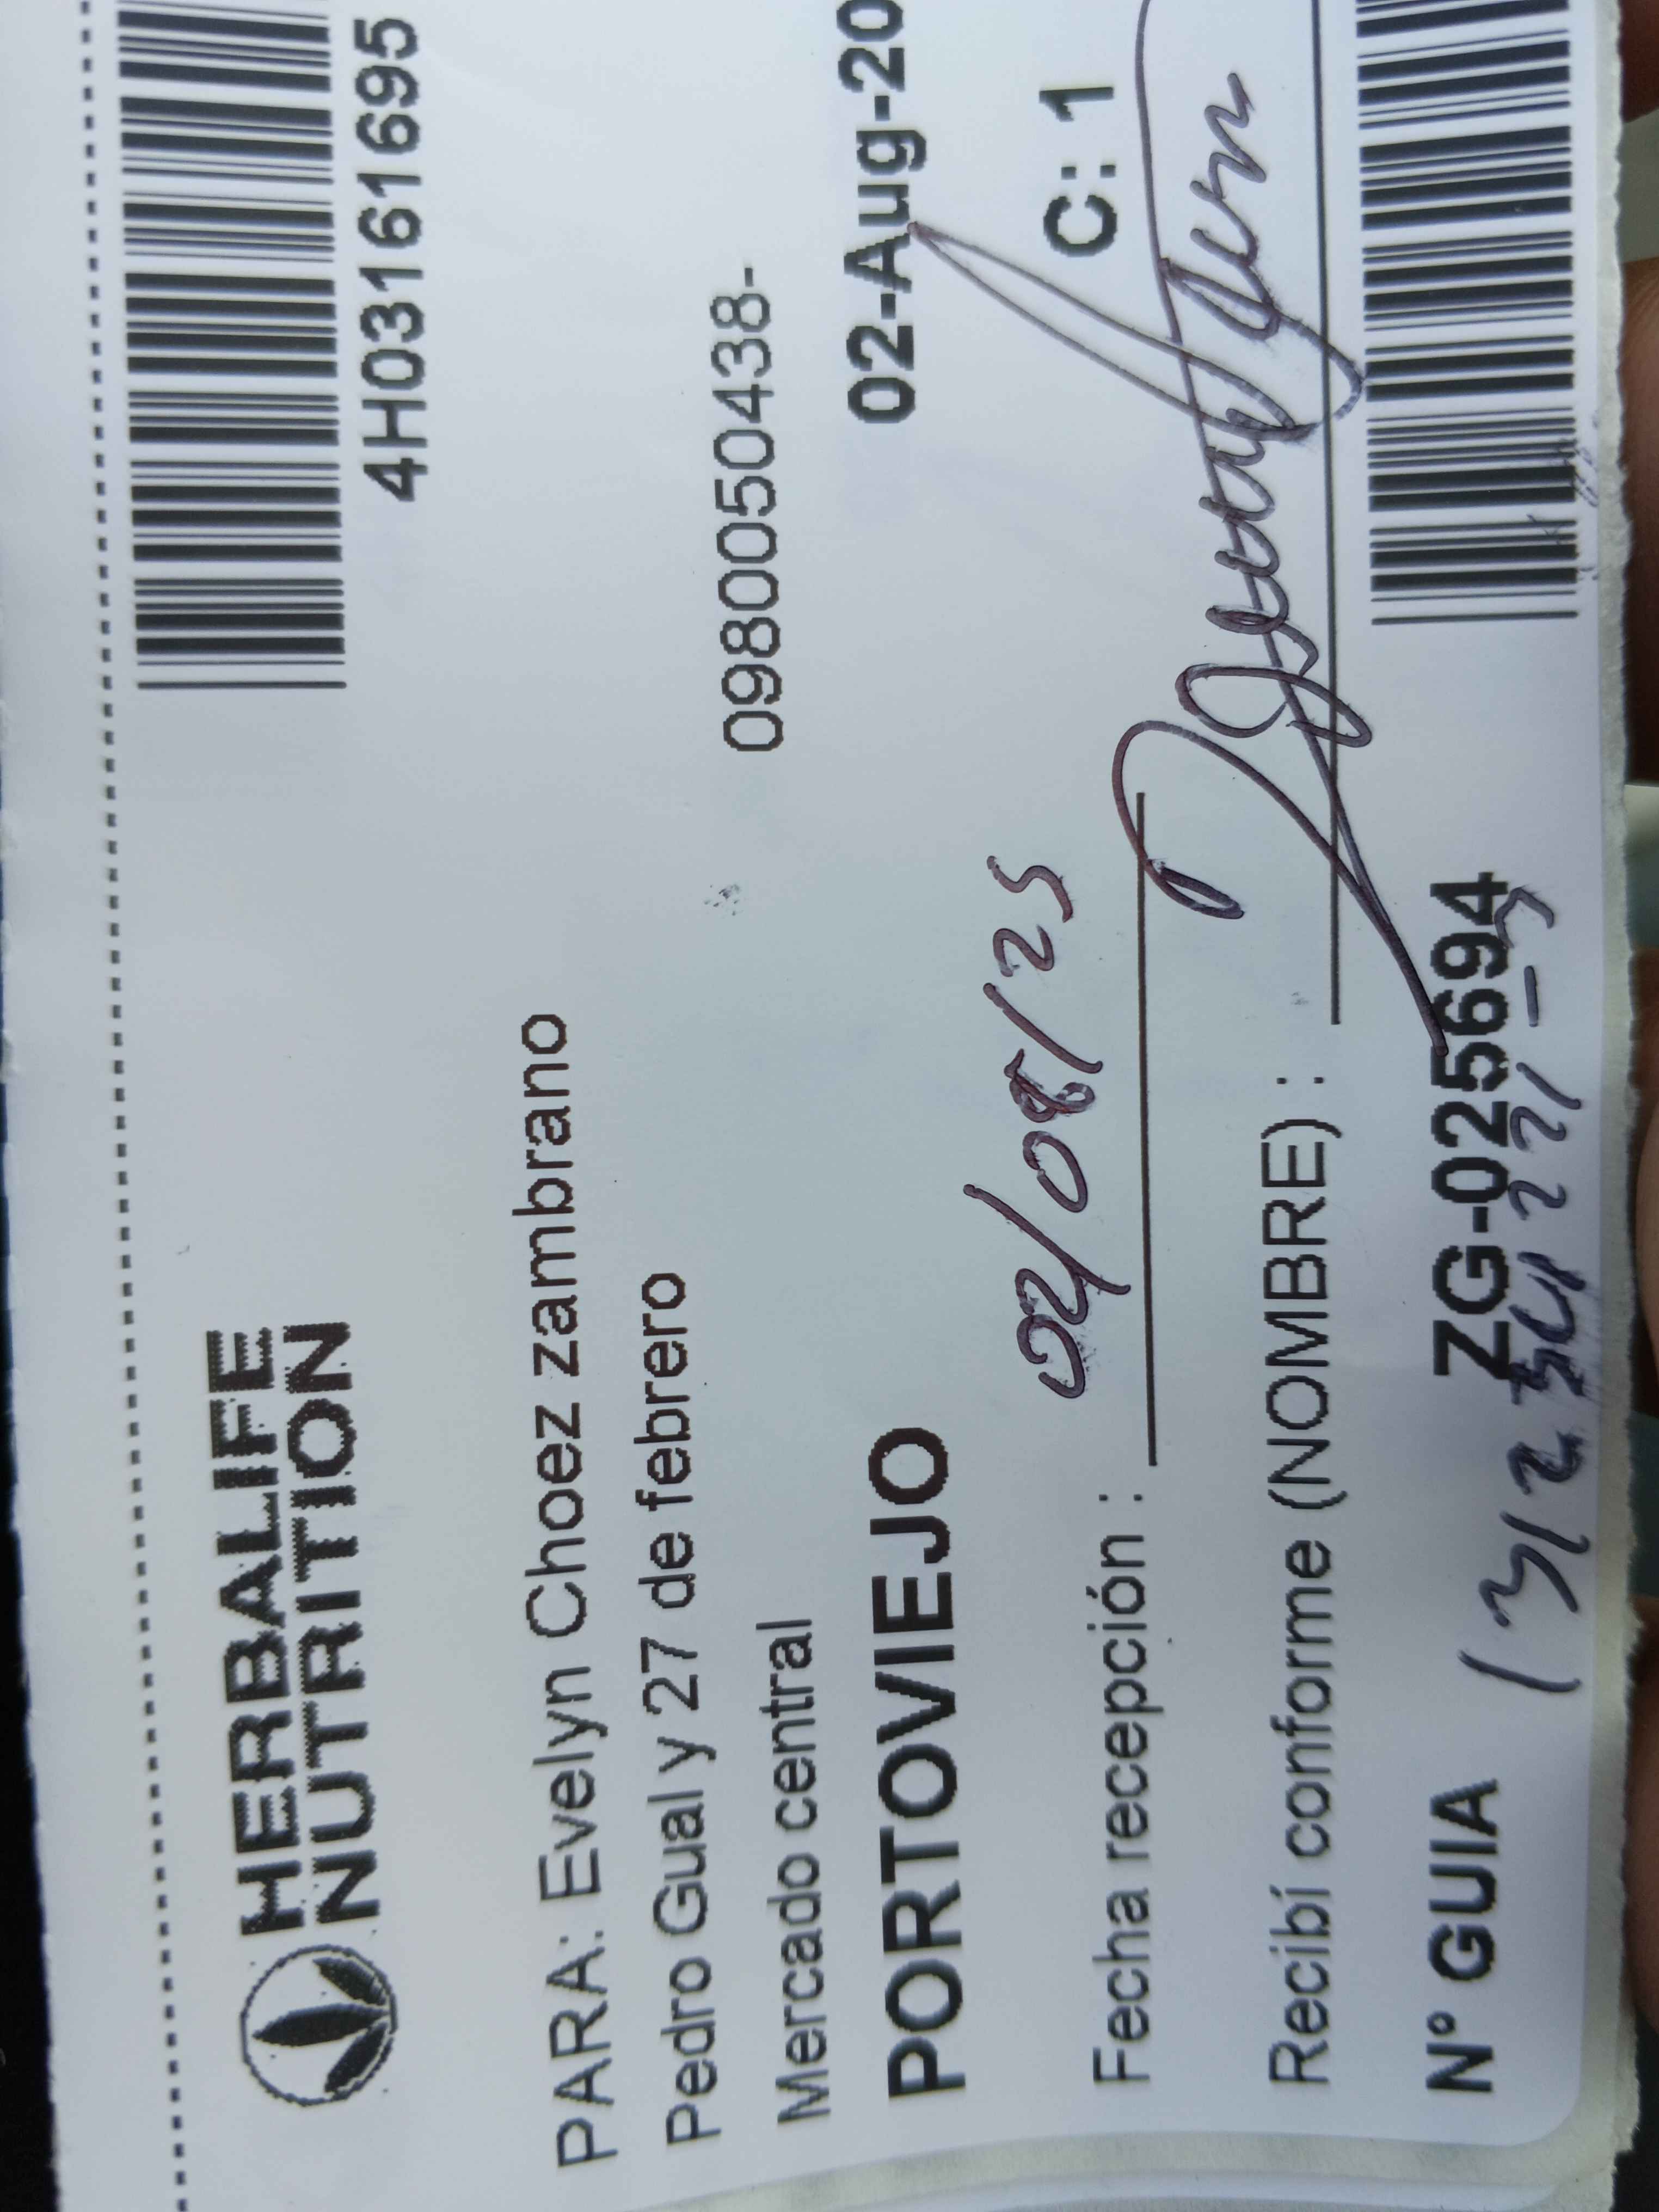 HERBALIFE
NUTRITION
4H03161695
PARA: Evelyn Choez zambrano
Pedro Gual y 27 de febrero
Mercado central 0980050438-
PORTOVIEJO 02-Aug-20
02/08/25
Fecha recepción : C: 1
Recibí conforme (NOMBRE) :
N° GUIA ZG-025694